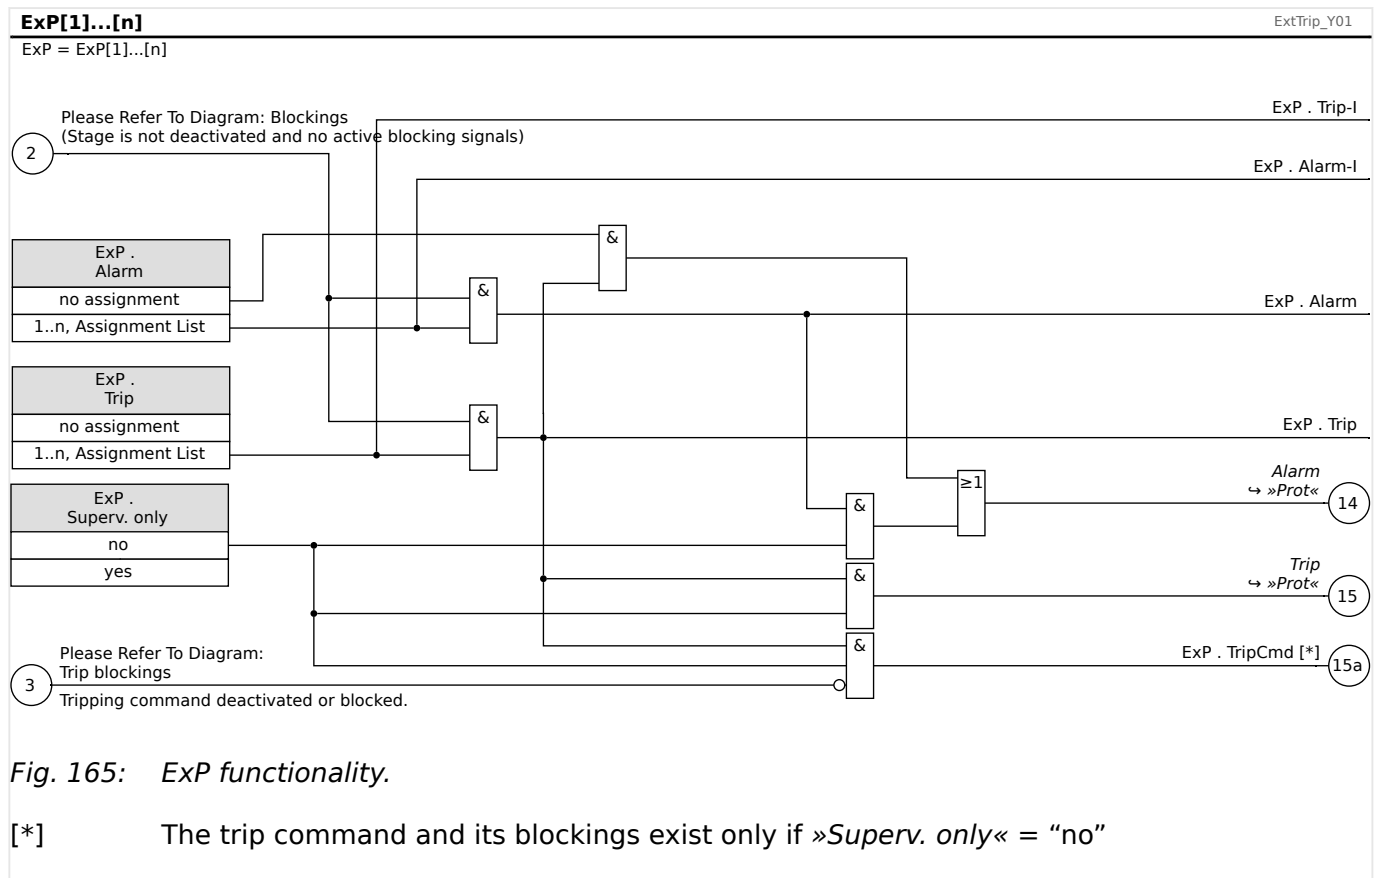 ExP[1]...[n]
ExtTrip_Y01
ExP = ExP[1]...[n]
Please Refer To Diagram: Blockings
(Stage is not deactivated and no active blocking signals)
2
ExP . Trip-I
ExP . Alarm-I
ExP .
Alarm
no assignment
1..n, Assignment List
&
&
ExP . Alarm
ExP .
Trip
no assignment
1..n, Assignment List
&
ExP . Trip
ExP .
Superv. only
no
yes
&
≥1
Alarm
↪ »Prot«
14
&
Trip
↪ »Prot«
15
&
ExP . TripCmd [*]
15a
Please Refer To Diagram:
Trip blockings
3
Tripping command deactivated or blocked.
Fig. 165: ExP functionality.
[*] The trip command and its blockings exist only if »Superv. only« = “no”